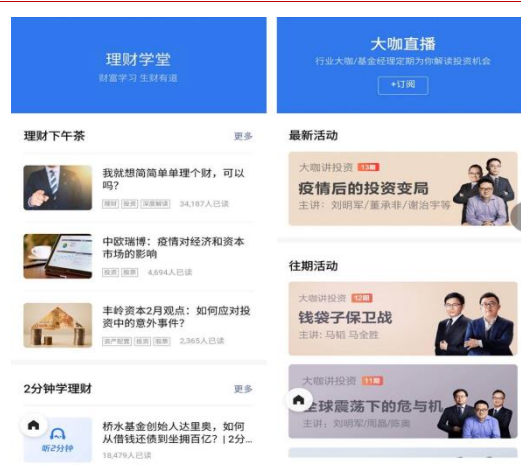 理财学堂
财富学习 生财有道
理财下午茶
更多
我就想简简单单理个财，可以
吗？
理财 投资 深度解读 34,187人已读
中欧瑞博：疫情对经济和资本
市场的影响
投资 股票 4,694人已读
丰岭资本2月观点：如何应对投
资中的意外事件？
资产配置 投资 股票 2,365人已读
2分钟学理财
更多
听2分钟
桥水基金创始人达里奥，如何
从借钱还债到坐拥百亿？| 2分...
18,479人已读
大咖直播
行业大咖/基金经理定期为你解读投资机会
+订阅
最新活动
大咖讲投资 13期
疫情后的投资变局
主讲：刘明军/董承非/谢治宇等
往期活动
大咖讲投资 12期
钱袋子保卫战
主讲: 马韬 马全胜
大咖讲投资 11期
全球震荡下的危与机
主讲：刘明军/周晶/陈奥